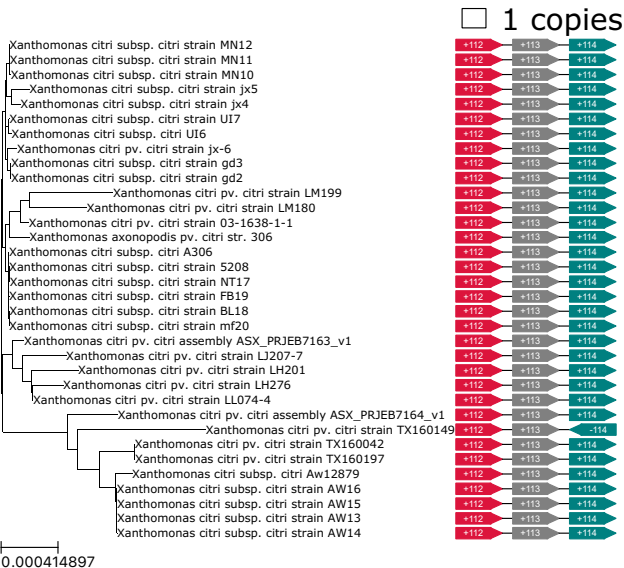 1 copies
Xanthomonas citri subsp. citri strain MN12 +112 +113 +114
Xanthomonas citri subsp. citri strain MN11 +112 +113 +114
Xanthomonas citri subsp. citri strain MN10 +112 +113 +114
Xanthomonas citri subsp. citri strain jx5 +112 +113 +114
Xanthomonas citri subsp. citri strain jx4 +112 +113 +114
Xanthomonas citri subsp. citri strain UI7 +112 +113 +114
Xanthomonas citri subsp. citri UI6 +112 +113 +114
Xanthomonas citri pv. citri strain jx-6 +112 +113 +114
Xanthomonas citri subsp. citri strain gd3 +112 +113 +114
Xanthomonas citri subsp. citri strain gd2 +112 +113 +114
Xanthomonas citri pv. citri strain LM199 +112 +113 +114
Xanthomonas citri pv. citri strain LM180 +112 +113 +114
Xanthomonas citri pv. citri strain 03-1638-1-1 +112 +113 +114
Xanthomonas axonopodis pv. citri str. 306 +112 +113 +114
Xanthomonas citri subsp. citri A306 +112 +113 +114
Xanthomonas citri subsp. citri strain 5208 +112 +113 +114
Xanthomonas citri subsp. citri strain NT17 +112 +113 +114
Xanthomonas citri subsp. citri strain FB19 +112 +113 +114
Xanthomonas citri subsp. citri strain BL18 +112 +113 +114
Xanthomonas citri subsp. citri strain mf20 +112 +113 +114
Xanthomonas citri pv. citri assembly ASX_PRJEB7163_v1 +112 +113 +114
Xanthomonas citri pv. citri strain LJ207-7 +112 +113 +114
Xanthomonas citri pv. citri strain LH201 +112 +113 +114
Xanthomonas citri pv. citri strain LH276 +112 +113 +114
Xanthomonas citri pv. citri strain LL074-4 +112 +113 +114
Xanthomonas citri pv. citri assembly ASX_PRJEB7164_v1 +112 +113 +114
Xanthomonas citri pv. citri strain TX160149 +112 +113 -114
Xanthomonas citri pv. citri strain TX160042 +112 +113 +114
Xanthomonas citri pv. citri strain TX160197 +112 +113 +114
Xanthomonas citri subsp. citri Aw12879 +112 +113 +114
Xanthomonas citri subsp. citri strain AW16 +112 +113 +114
Xanthomonas citri subsp. citri strain AW15 +112 +113 +114
Xanthomonas citri subsp. citri strain AW13 +112 +113 +114
Xanthomonas citri subsp. citri strain AW14 +112 +113 +114
0.000414897